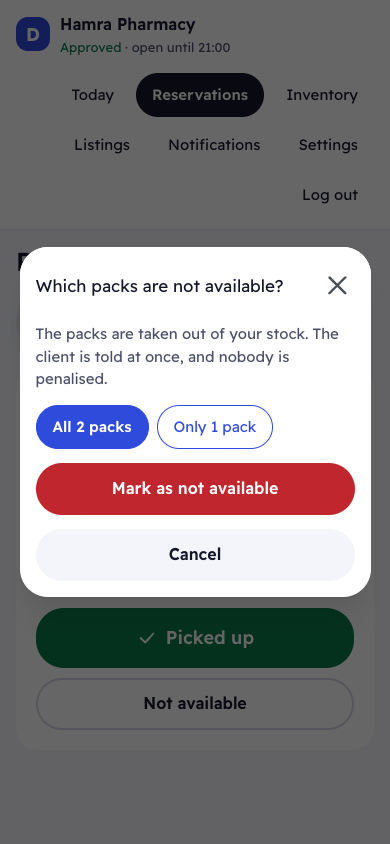 D
Hamra Pharmacy
Approved · open until 21:00
Today
Reservations
Inventory
Listings
Notifications
Settings
Log out
Which packs are not available?
The packs are taken out of your stock. The
client is told at once, and nobody is
penalised.
All 2 packs
Only 1 pack
Mark as not available
Cancel
Picked up
Not available